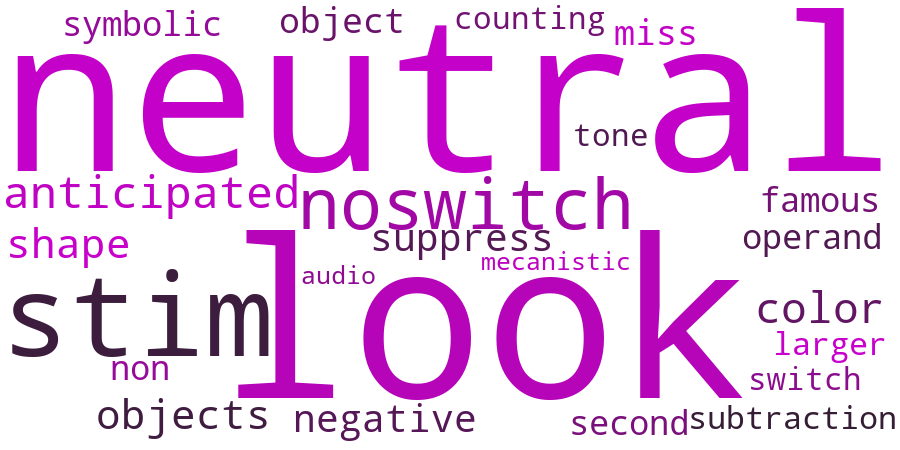 symbolic
object
counting
miss
neutral
tone
anticipated
noswitch
famous
shape
suppress
operand
look
audio
mecanistic
stim
color
larger
non
switch
objects
negative
second
subtraction